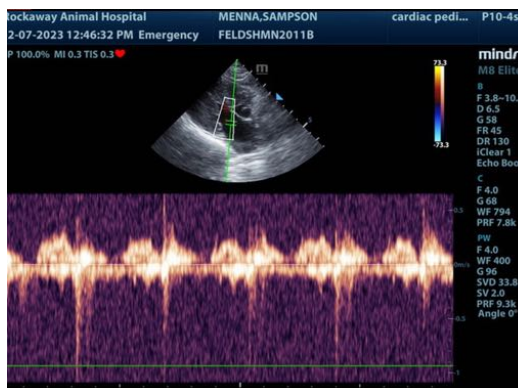 Rockaway Animal Hospital MENNA,SAMPSON cardiac pedi... P10-4s
2-07-2023 12:46:32 PM Emergency FELDSHMN2011B
P 100.0% MI 0.3 TIS 0.3
mindr
M8 Elite
73.3
-73.3
B
F 3.8~10.
D 6.5
G 58
FR 45
DR 130
iClear 1
Echo Boo
C
F 4.0
G 68
WF 794
PRF 7.8k
PW
F 4.0
WF 400
G 96
SVD 33.8
SV 2.0
PRF 9.3k
Angle 0°
0.5
0m/s
-0.5
-1